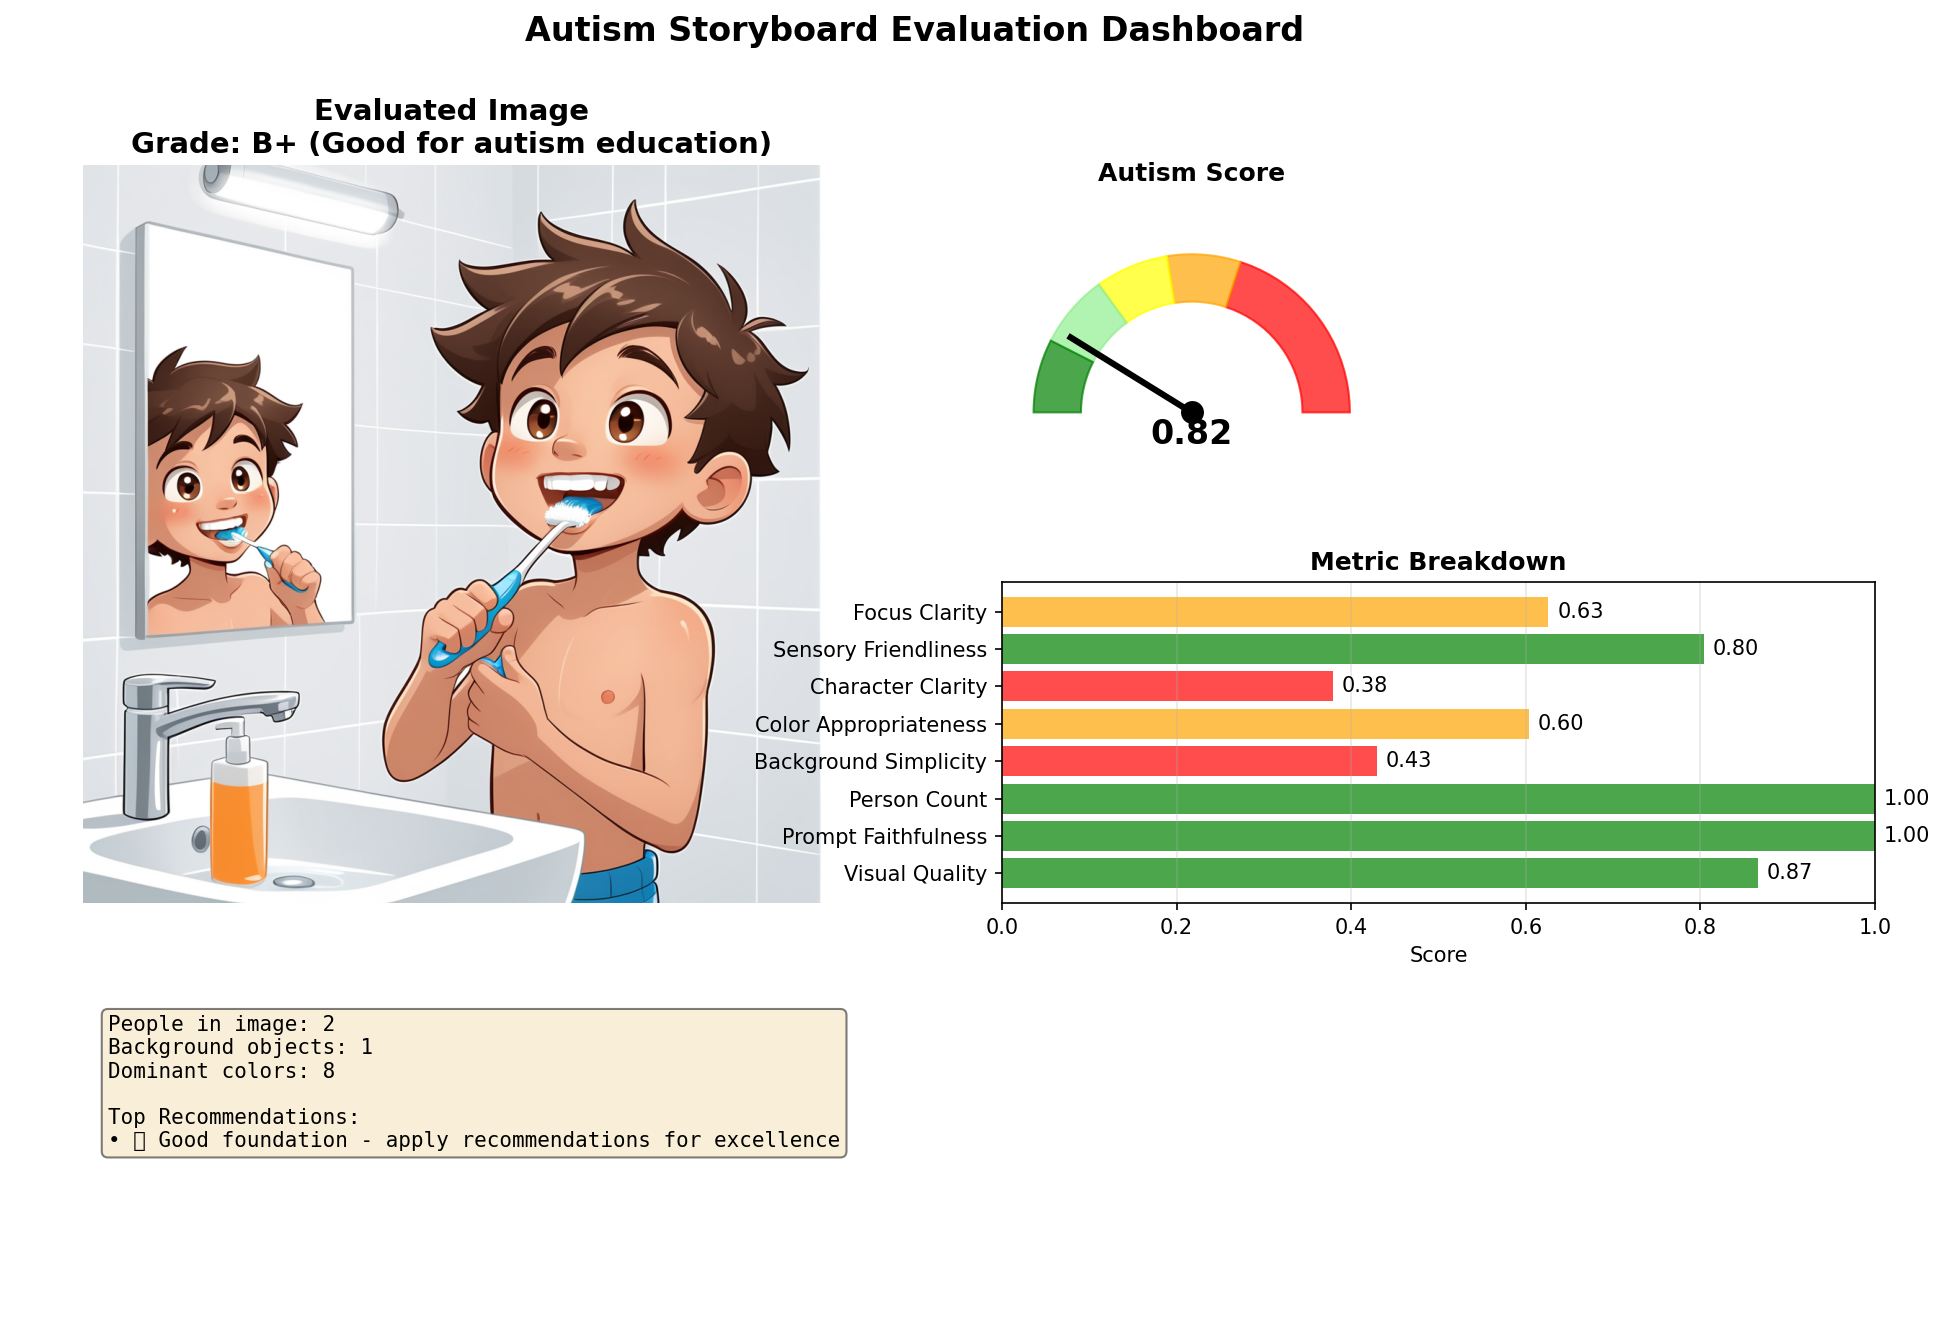 Autism Storyboard Evaluation Dashboard
Evaluated Image
Grade: B+ (Good for autism education)
Autism Score
0.82
Metric Breakdown
Focus Clarity 0.63
Sensory Friendliness 0.80
Character Clarity 0.38
Color Appropriateness 0.60
Background Simplicity 0.43
Person Count 1.00
Prompt Faithfulness 1.00
Visual Quality 0.87
0.0 0.2 0.4 0.6 0.8 1.0
Score
People in image: 2
Background objects: 1
Dominant colors: 8
Top Recommendations:
• Good foundation - apply recommendations for excellence